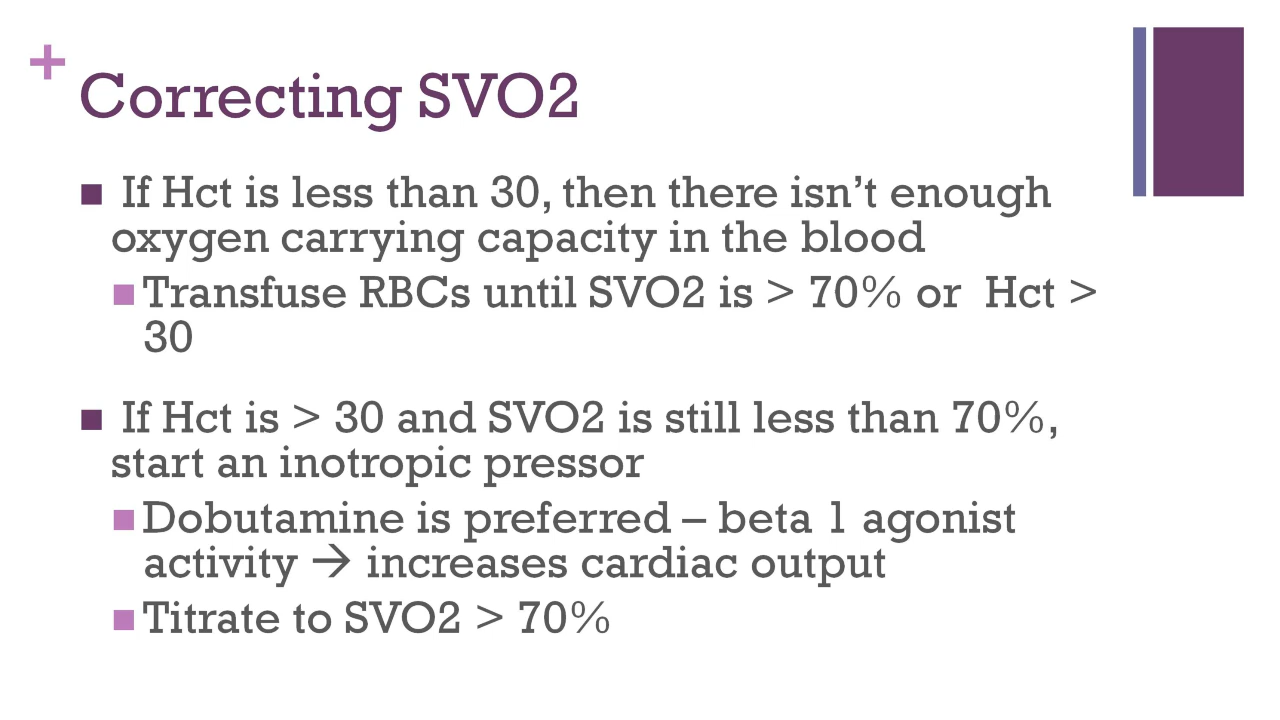 +
Correcting SVO2
■ If Hct is less than 30, then there isn’t enough
oxygen carrying capacity in the blood
■ Transfuse RBCs until SVO2 is > 70% or  Hct >
30
■ If Hct is > 30 and SVO2 is still less than 70%,
start an inotropic pressor
■ Dobutamine is preferred – beta 1 agonist
activity → increases cardiac output
■ Titrate to SVO2 > 70%